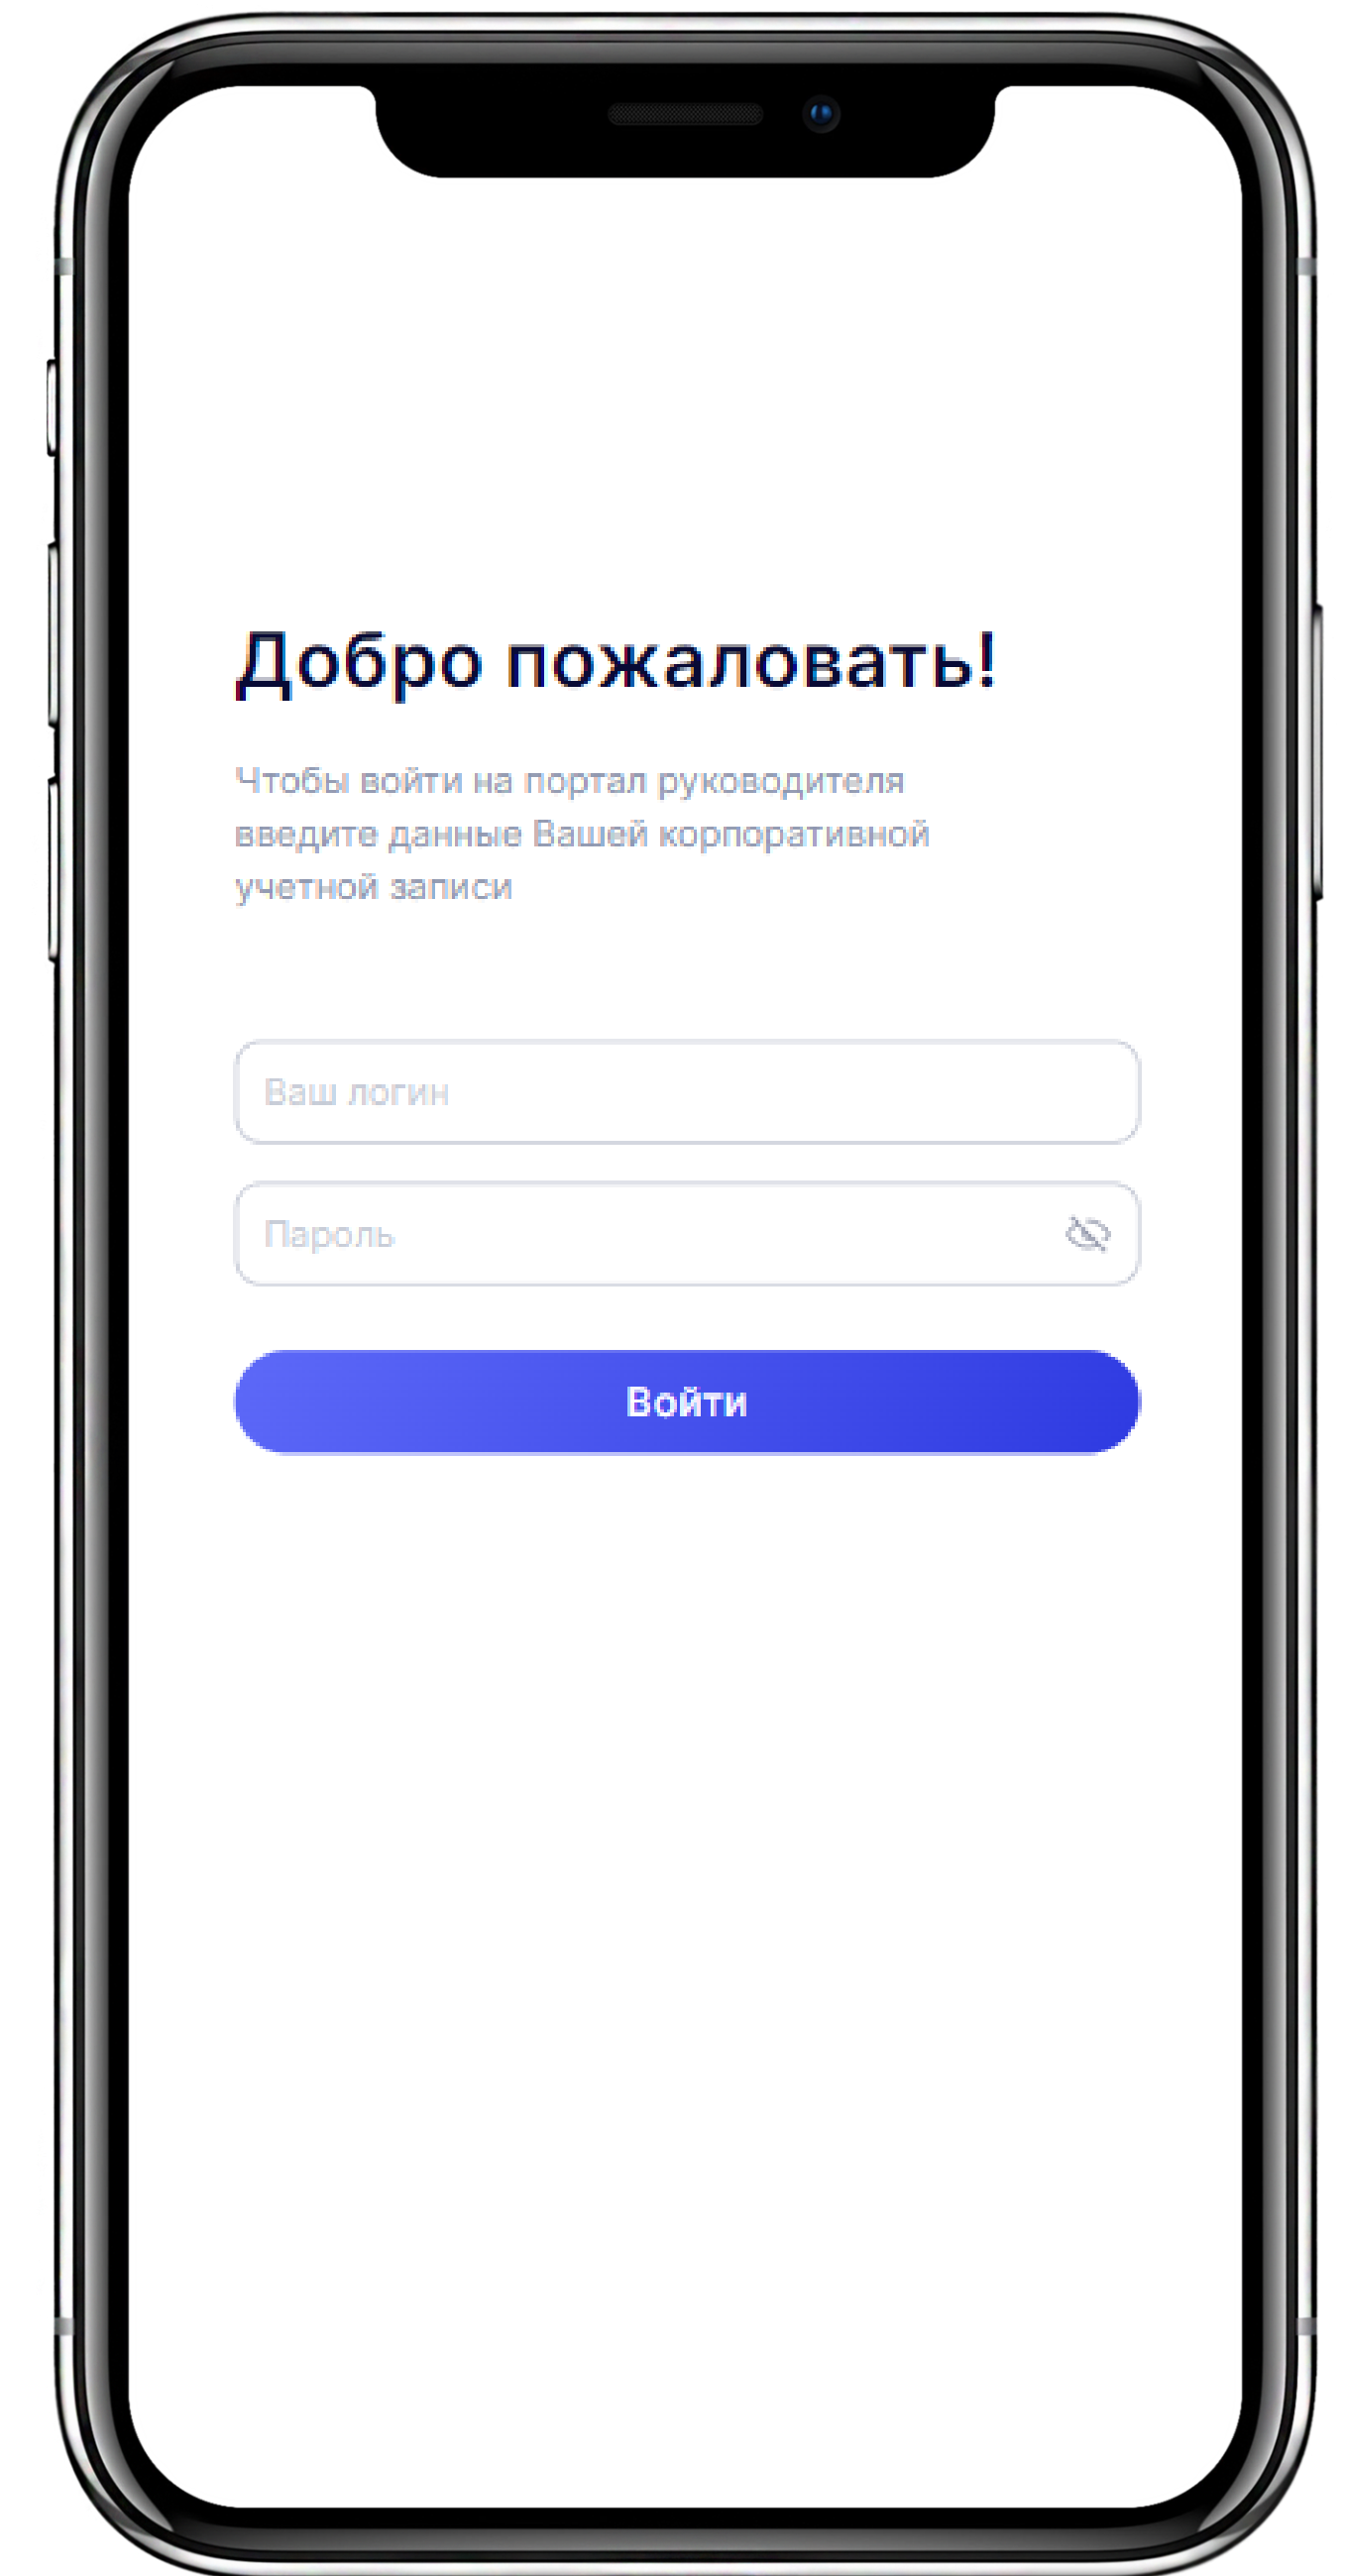 Добро пожаловать!
Чтобы войти на портал руководителя
введите данные Вашей корпоративной
учетной записи
Ваш логин
Пароль
Войти